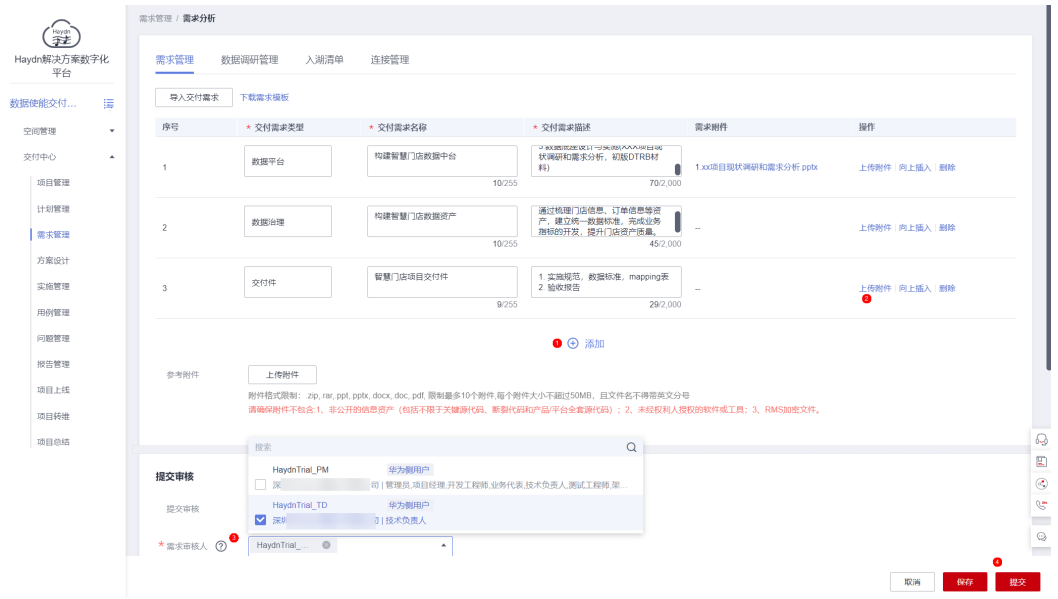 需求管理 / 需求分析
Haydn
Haydn解决方案数字化
平台
数据使能交付...
空间管理
交付中心
项目管理
计划管理
需求管理
方案设计
实施管理
用例管理
问题管理
报告管理
项目上线
项目转维
项目总结
需求管理 数据调研管理 入湖清单 连接管理
导入交付需求 下载需求模板
序号 * 交付需求类型 * 交付需求名称 * 交付需求描述 需求附件 操作
1 数据平台 构建智慧门店数据中台
3.数据底座设计与实施(XXX项目现
状调研和需求分析，初版DTRB材
料)
10/255 70/2,000
1.xx项目现状调研和需求分析.pptx
上传附件 向上插入 删除
2 数据治理 构建智慧门店数据资产
通过梳理门店信息、订单信息等资
产，建立统一数据标准，完成业务
指标的开发，提升门店资产质量。
10/255 45/2,000
-- 上传附件 向上插入 删除
3 交付件 智慧门店项目交付件
1. 实施规范，数据标准，mapping表
2. 验收报告
9/255 29/2,000
-- 上传附件 向上插入 删除
2
1 添加
参考附件 上传附件
附件格式限制：.zip, rar, ppt, pptx, docx, doc, pdf, 限制最多10个附件,每个附件大小不超过50MB，且文件名不得带英文分号
请确保附件不包含:1、非公开的信息资产（包括不限于关键源代码、断裂代码和产品/平台全套源代码）; 2、未经权利人授权的软件或工具; 3、RMS加密文件。
搜索
HaydnTrial_PM 华为侧用户
深 司 | 管理员,项目经理,开发工程师,业务代表,技术负责人,测试工程师,架...
HaydnTrial_TD 华为侧用户
深圳 司 | 技术负责人
提交审核
提交审核
* 需求审核人 ? 3 HaydnTrial_...
4
取消 保存 提交